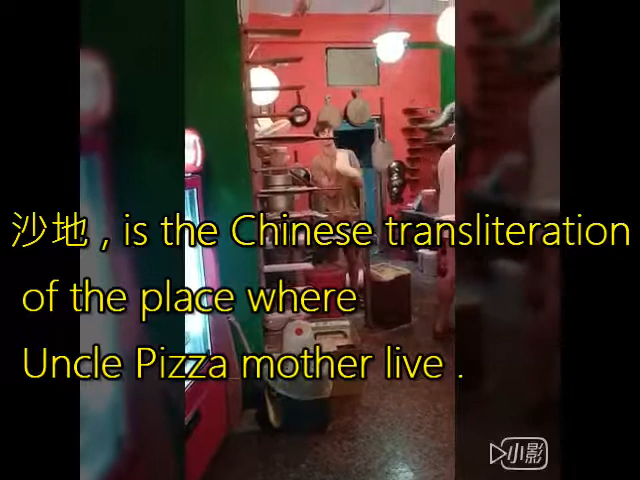 沙地 , is the Chinese transliteration
of the place where
Uncle Pizza mother live .
小影